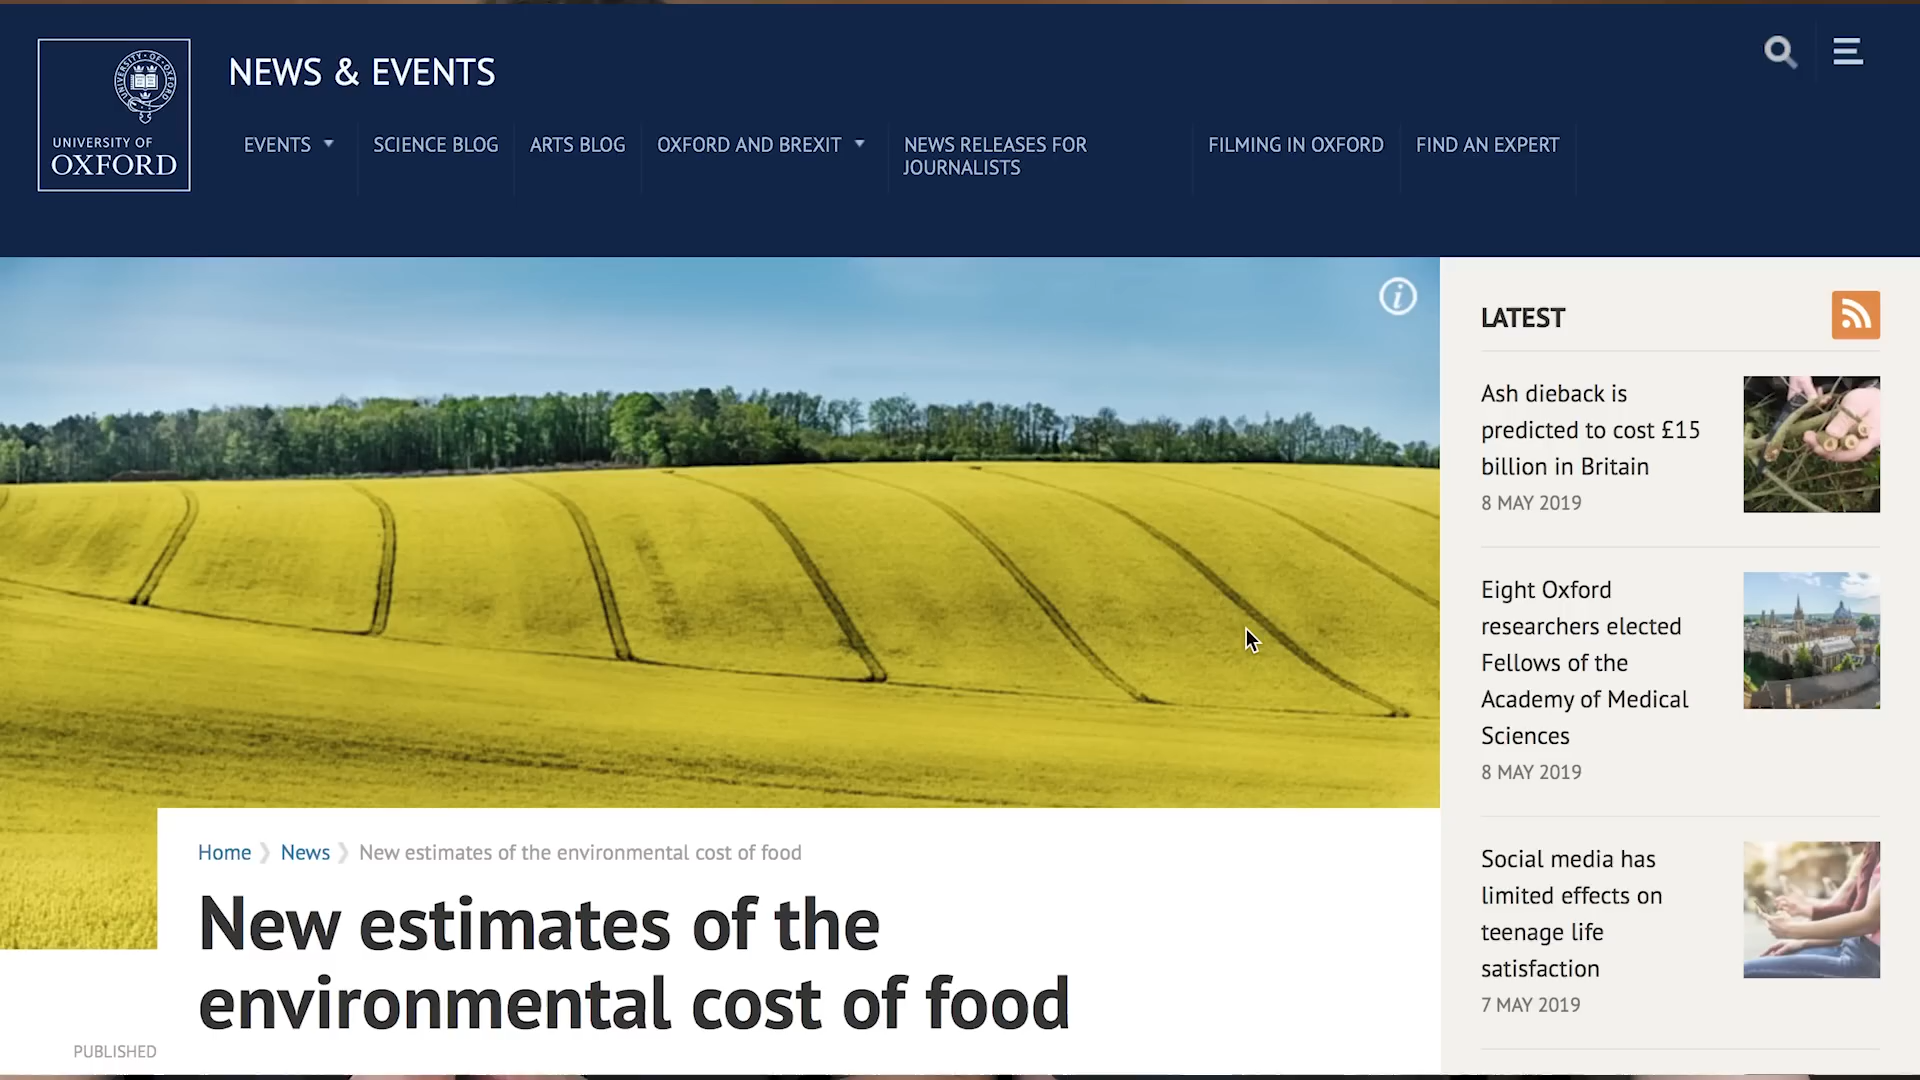 UNIVERSITY OF
OXFORD
NEWS & EVENTS
EVENTS
SCIENCE BLOG
ARTS BLOG
OXFORD AND BREXIT
NEWS RELEASES FOR
JOURNALISTS
FILMING IN OXFORD
FIND AN EXPERT
Home
News
New estimates of the environmental cost of food
New estimates of the
environmental cost of food
PUBLISHED
LATEST
Ash dieback is
predicted to cost £15
billion in Britain
8 MAY 2019
Eight Oxford
researchers elected
Fellows of the
Academy of Medical
Sciences
8 MAY 2019
Social media has
limited effects on
teenage life
satisfaction
7 MAY 2019